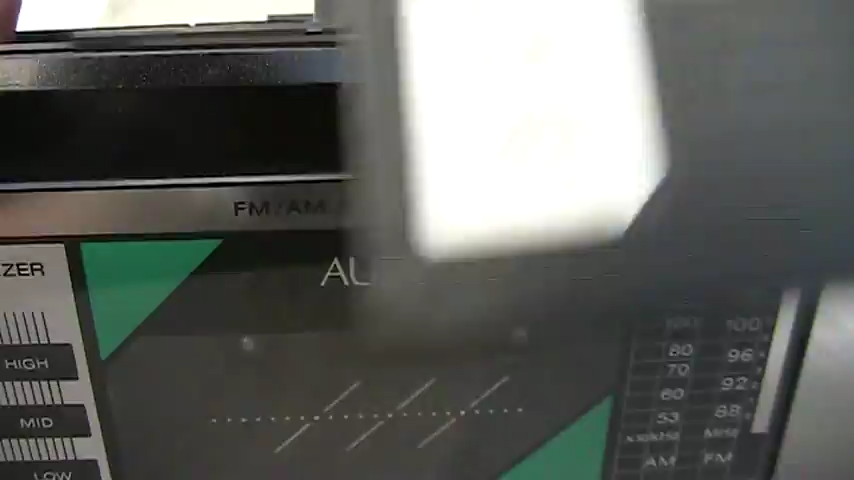 FM/AM
ZER
AU
HIGH
MID
LOW
100
80 96
70
92
60
53 88
AM FM